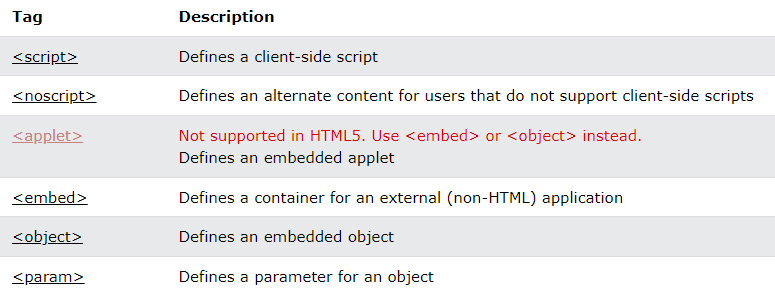 Tag Description
<script> Defines a client-side script
<noscript> Defines an alternate content for users that do not support client-side scripts
<applet> Not supported in HTML5. Use <embed> or <object> instead.
Defines an embedded applet
<embed> Defines a container for an external (non-HTML) application
<object> Defines an embedded object
<param> Defines a parameter for an object